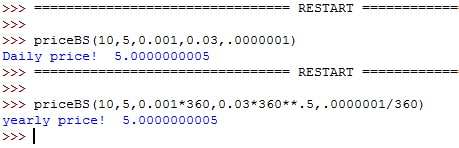 >>> ================================ RESTART ============
>>>
>>> priceBS(10,5,0.001,0.03,.0000001)
Daily price!  5.0000000005
>>> ================================ RESTART ============
>>>
>>> priceBS(10,5,0.001*360,0.03*360**.5,.0000001/360)
yearly price!  5.0000000005
>>>